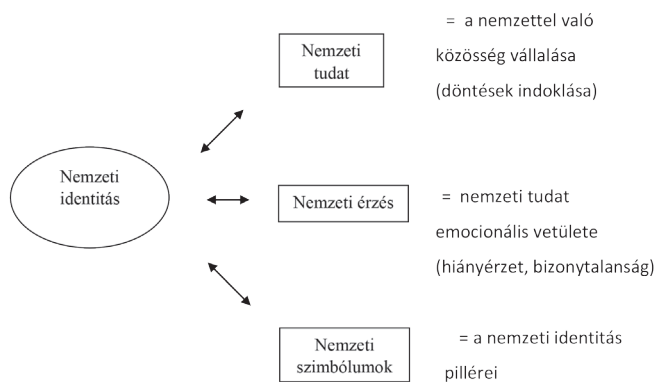 Nemzeti
tudat
= a nemzettel való
közösség vállalása
(döntések indoklása)
Nemzeti
identitás
Nemzeti érzés
= nemzeti tudat
emocionális vetülete
(hiányérzet, bizonytalanság)
Nemzeti
szimbólumok
= a nemzeti identitás
pillérei